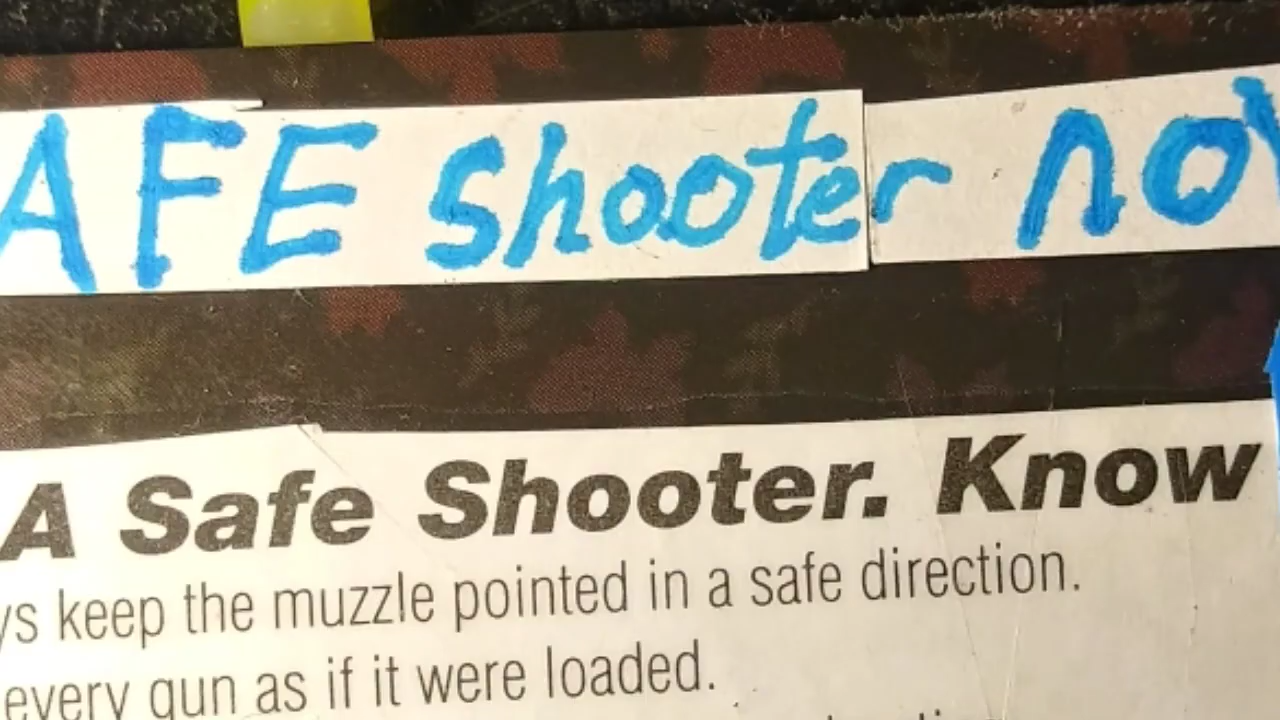 AFE shooter no
A Safe Shooter. Know
ys keep the muzzle pointed in a safe direction.
every gun as if it were loaded.